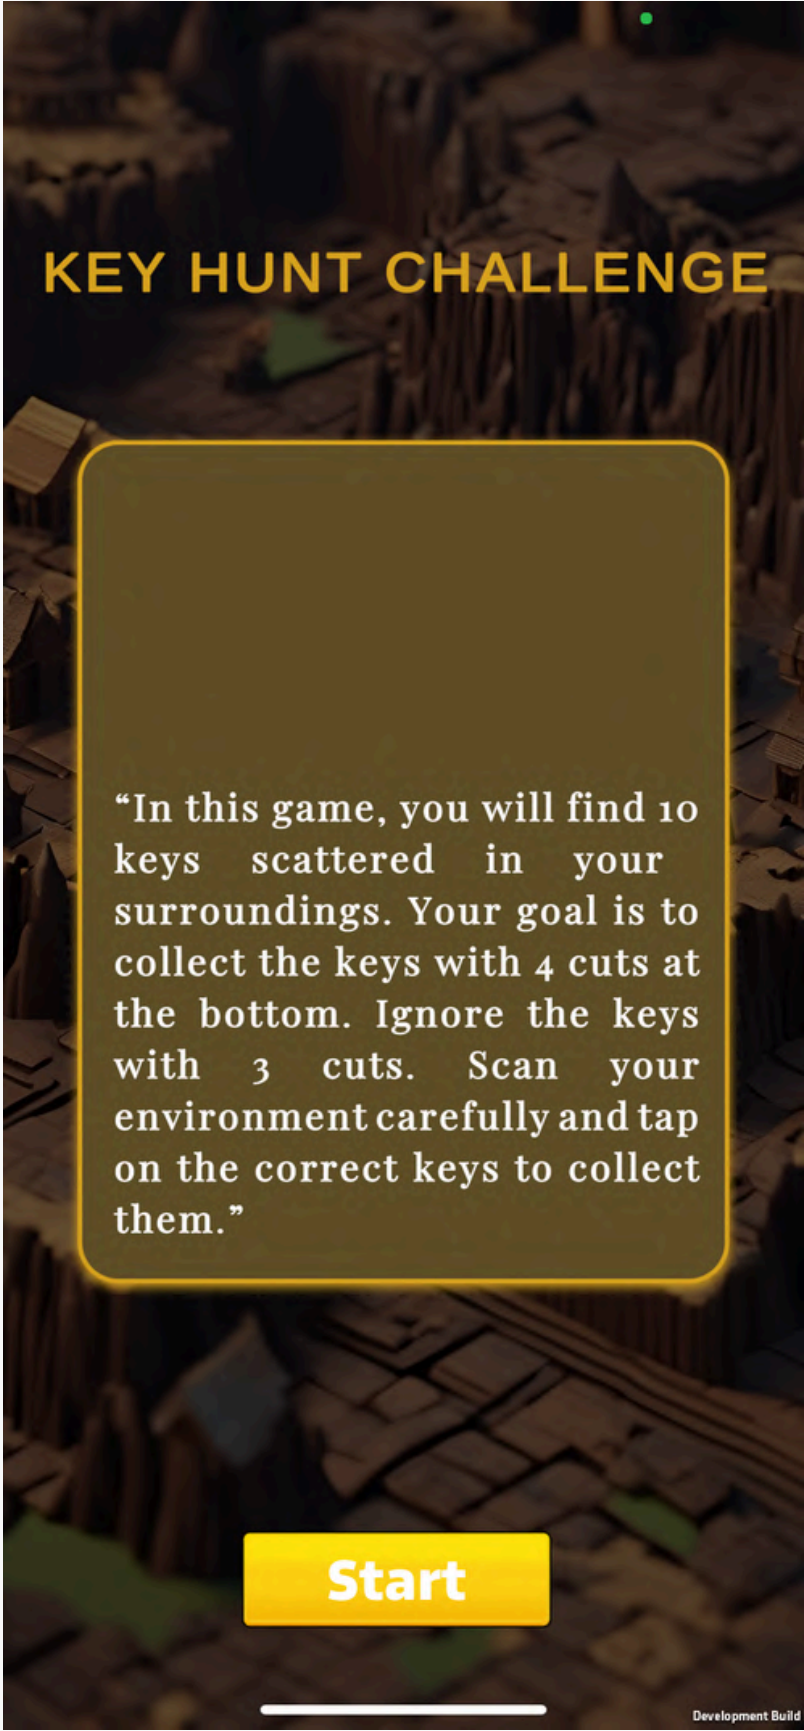 KEY HUNT CHALLENGE
“In this game, you will find 10
keys scattered in your
surroundings. Your goal is to
collect the keys with 4 cuts at
the bottom. Ignore the keys
with 3 cuts. Scan your
environment carefully and tap
on the correct keys to collect
them.”
Start
Development Build